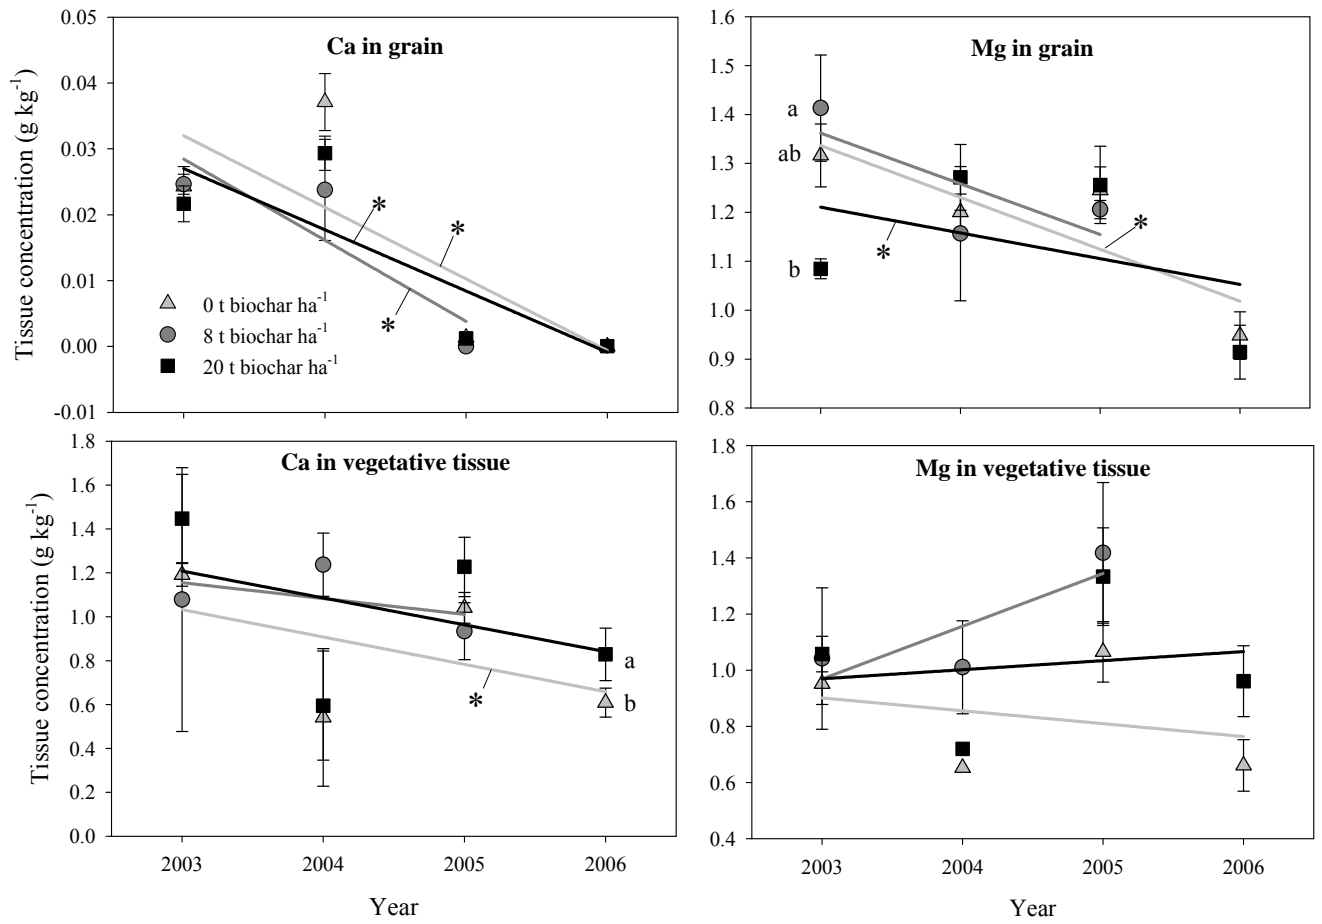 Ca in grain
Tissue concentration (g kg⁻¹)
0.05
0.04
0.03
0.02
0.01
0.00
-0.01
*
*
*
0 t biochar ha⁻¹
8 t biochar ha⁻¹
20 t biochar ha⁻¹
Mg in grain
1.6
1.5
1.4
1.3
1.2
1.1
1.0
0.9
0.8
a
ab
b
*
*
Ca in vegetative tissue
Tissue concentration (g kg⁻¹)
1.8
1.6
1.4
1.2
1.0
0.8
0.6
0.4
0.2
0.0
a
b
*
2003 2004 2005 2006
Year
Mg in vegetative tissue
1.8
1.6
1.4
1.2
1.0
0.8
0.6
0.4
2003 2004 2005 2006
Year